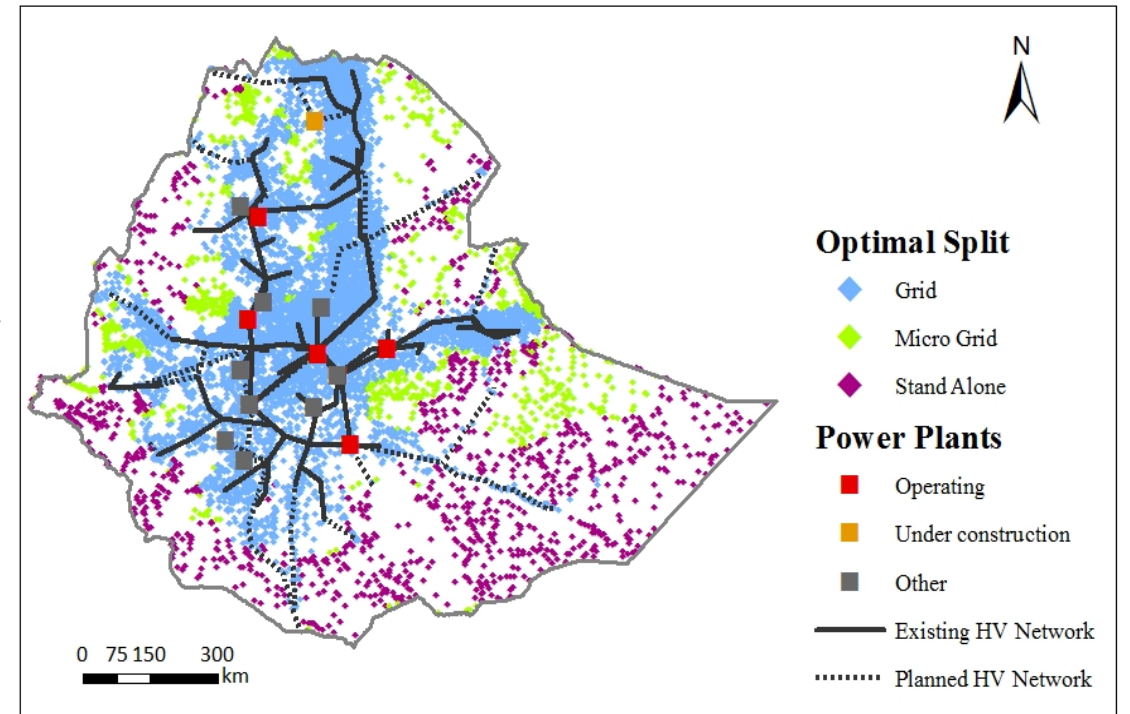 N
Optimal Split
Grid
Micro Grid
Stand Alone
Power Plants
Operating
Under construction
Other
Existing HV Network
Planned HV Network
0 75 150 300
km